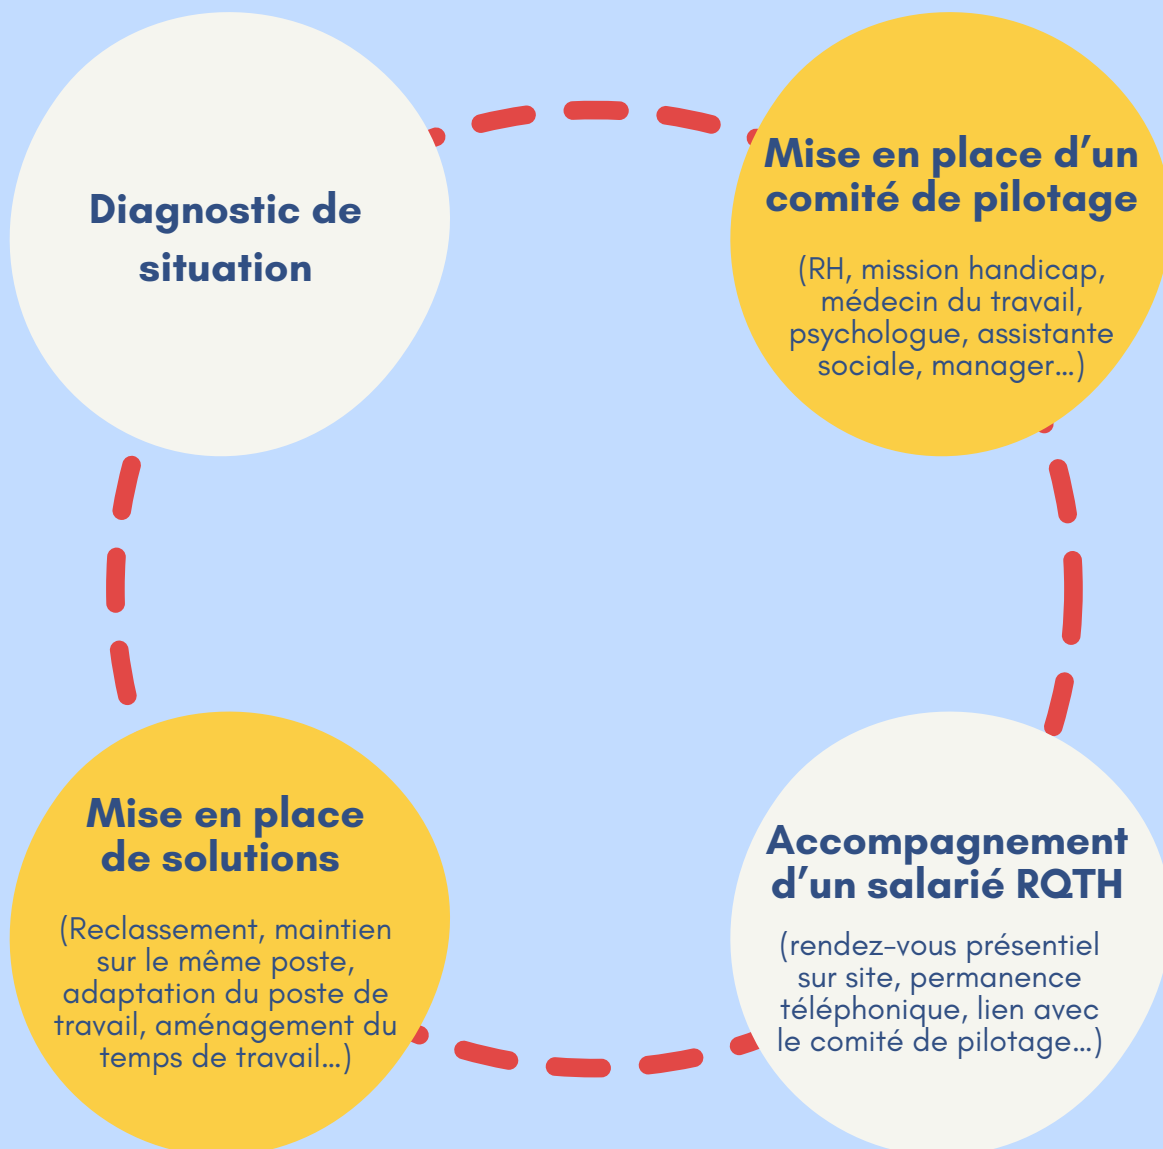 Diagnostic de
situation
Mise en place d’un
comité de pilotage
(RH, mission handicap,
médecin du travail,
psychologue, assistante
sociale, manager...)
Mise en place
de solutions
(Reclassement, maintien
sur le même poste,
adaptation du poste de
travail, aménagement du
temps de travail...)
Accompagnement
d’un salarié RQTH
(rendez-vous présentiel
sur site, permanence
téléphonique, lien avec
le comité de pilotage...)